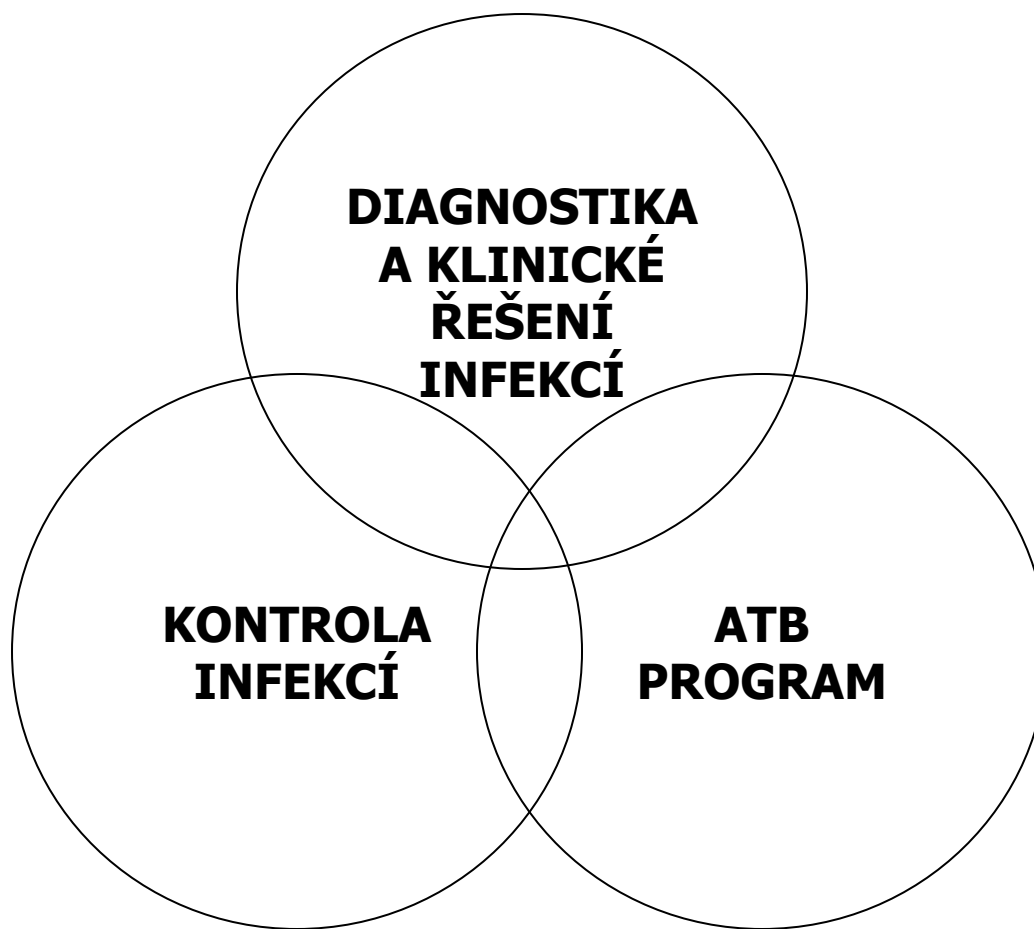 DIAGNOSTIKA
A KLINICKÉ
ŘEŠENÍ
INFEKCÍ
KONTROLA
INFEKCÍ
ATB
PROGRAM